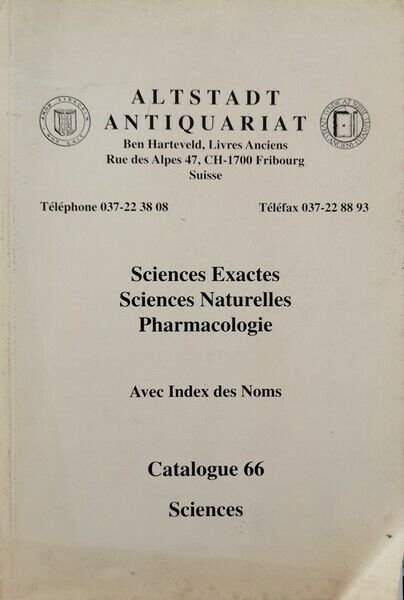 ALTSTADT
ANTIQUARIAT
Ben Harteveld, Livres Anciens
Rue des Alpes 47, CH-1700 Fribourg
Suisse
Téléphone 037-22 38 08
Téléfax 037-22 88 93
Sciences Exactes
Sciences Naturelles
Pharmacologie
Avec Index des Noms
Catalogue 66
Sciences